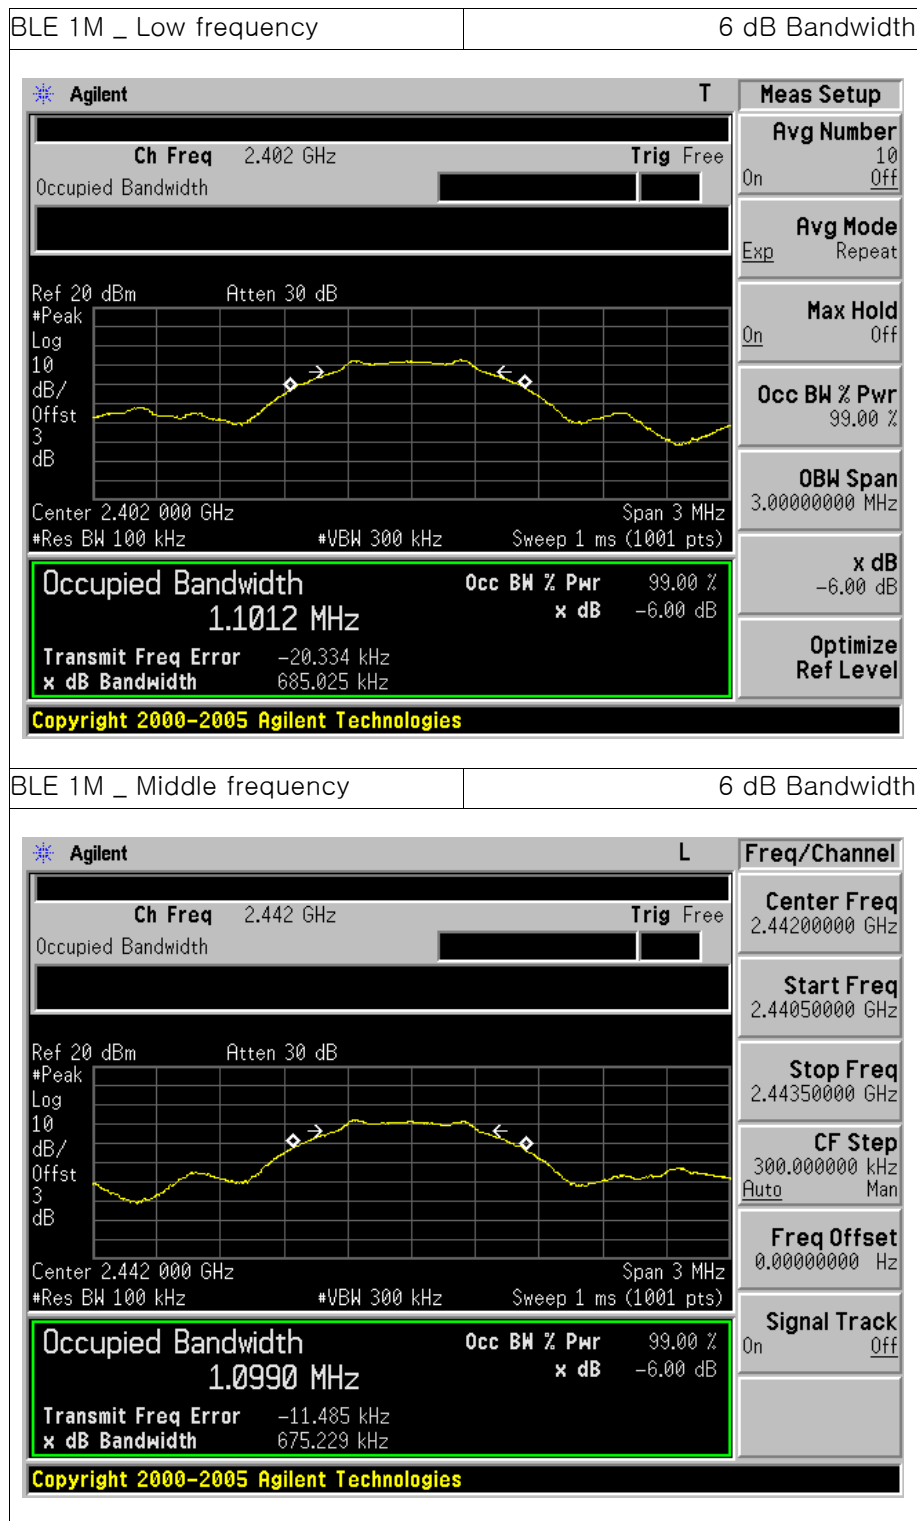 BLE 1M _ Low frequency 6 dB Bandwidth
Agilent T Meas Setup
Ch Freq 2.402 GHz Trig Free
Occupied Bandwidth
Avg Number
10
On Off
Avg Mode
Exp Repeat
Max Hold
On Off
Occ BW % Pwr
99.00 %
OBW Span
3.00000000 MHz
x dB
-6.00 dB
Optimize
Ref Level
Ref 20 dBm Atten 30 dB
#Peak
Log
10
dB/
Offst
3
dB
Center 2.402 000 GHz Span 3 MHz
#Res BW 100 kHz #VBW 300 kHz Sweep 1 ms (1001 pts)
Occupied Bandwidth Occ BW % Pwr 99.00 %
1.1012 MHz x dB -6.00 dB
Transmit Freq Error -20.334 kHz
x dB Bandwidth 685.025 kHz
Copyright 2000-2005 Agilent Technologies
BLE 1M _ Middle frequency 6 dB Bandwidth
Agilent L Freq/Channel
Ch Freq 2.442 GHz Trig Free
Occupied Bandwidth
Center Freq
2.44200000 GHz
Start Freq
2.44050000 GHz
Stop Freq
2.44350000 GHz
CF Step
300.000000 kHz
Auto Man
Freq Offset
0.00000000 Hz
Signal Track
On Off
Ref 20 dBm Atten 30 dB
#Peak
Log
10
dB/
Offst
3
dB
Center 2.442 000 GHz Span 3 MHz
#Res BW 100 kHz #VBW 300 kHz Sweep 1 ms (1001 pts)
Occupied Bandwidth Occ BW % Pwr 99.00 %
1.0990 MHz x dB -6.00 dB
Transmit Freq Error -11.485 kHz
x dB Bandwidth 675.229 kHz
Copyright 2000-2005 Agilent Technologies